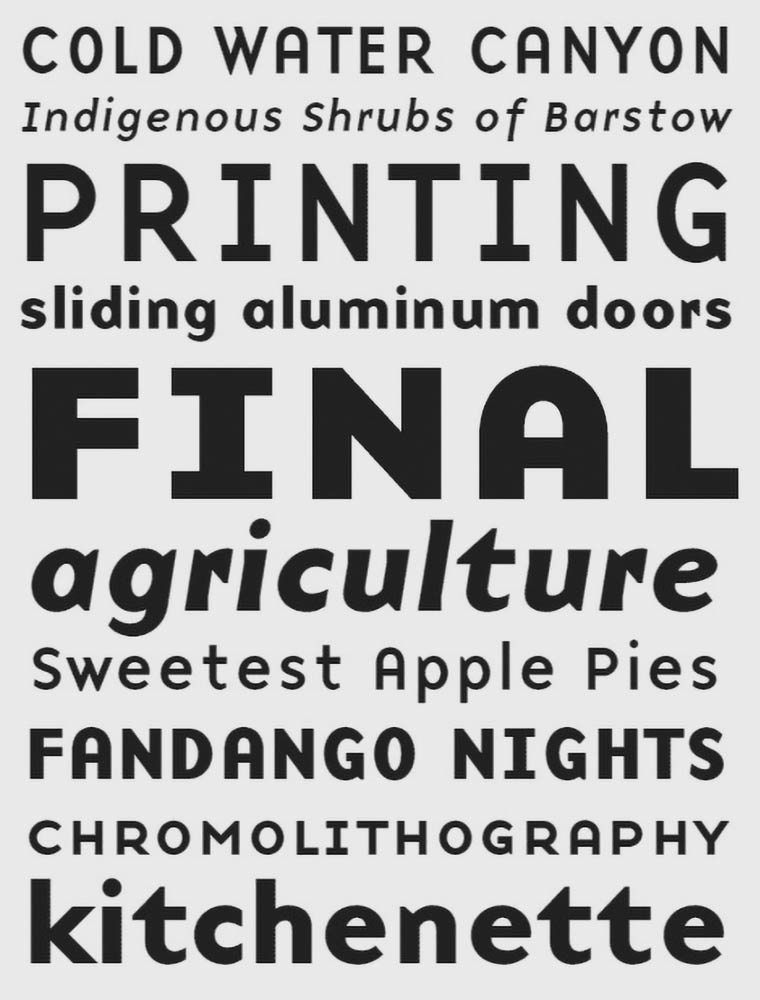 COLD WATER CANYON
Indigenous Shrubs of Barstow
PRINTING
sliding aluminum doors
FINAL
agriculture
Sweetest Apple Pies
FANDANGO NIGHTS
CHROMOLITHOGRAPHY
kitchenette